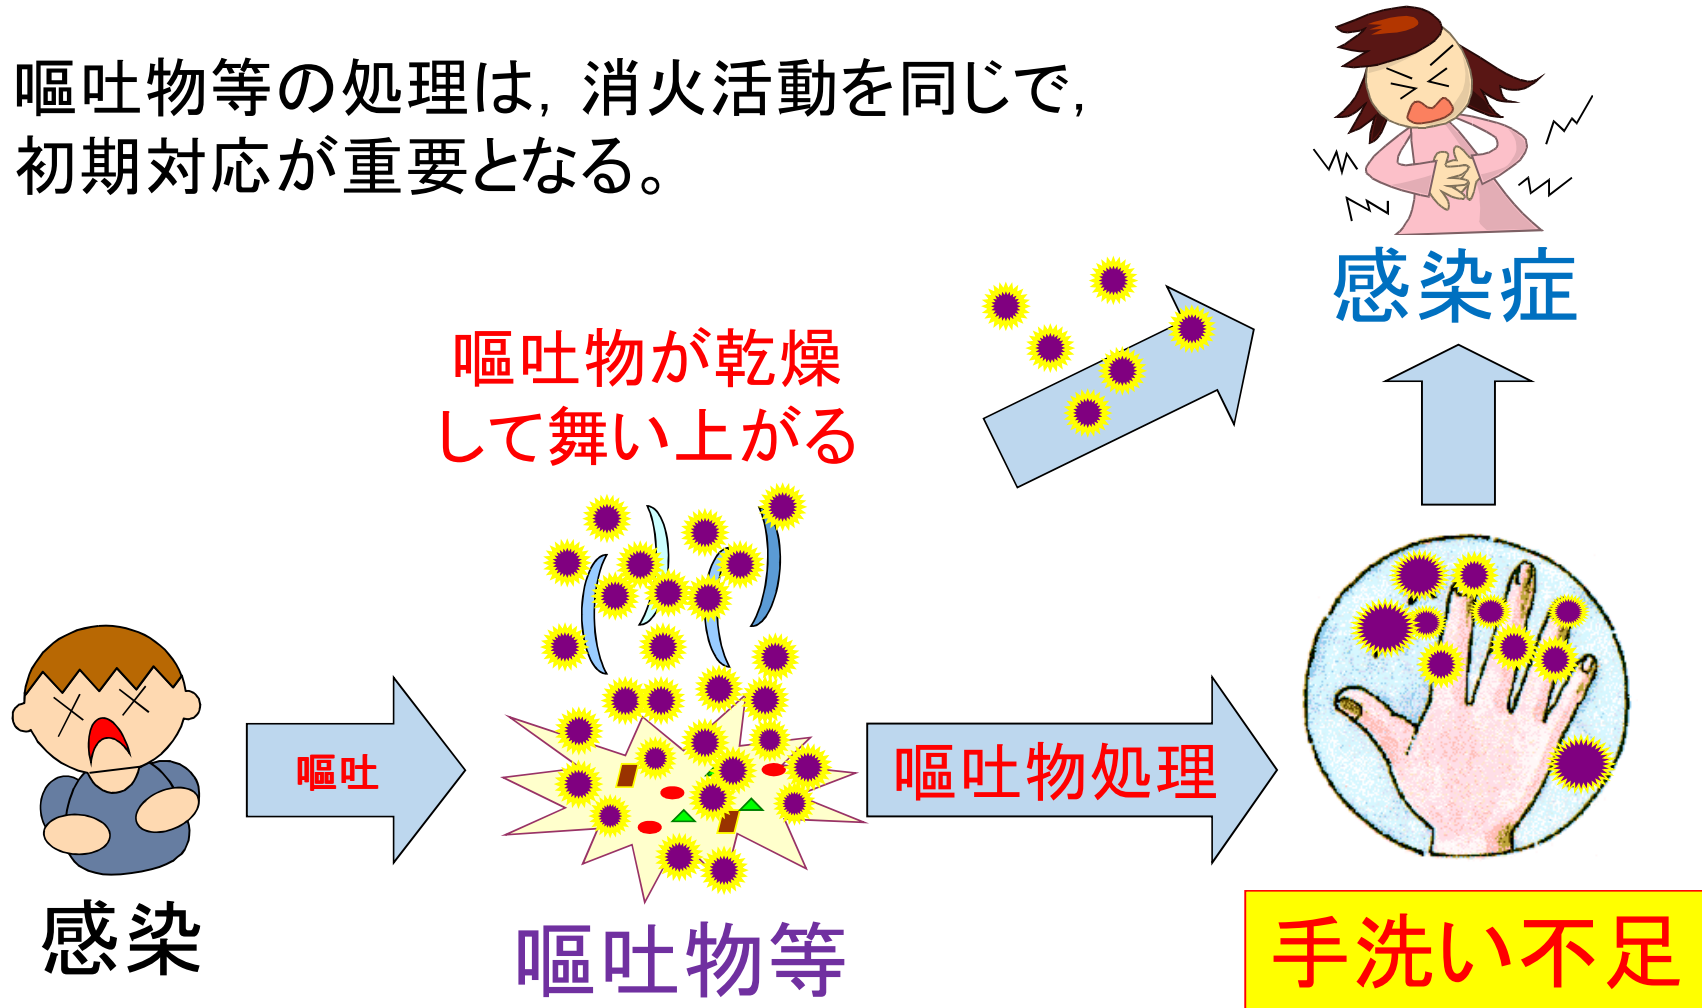 嘔吐物等の処理は，消火活動を同じで，
初期対応が重要となる。
感染症
嘔吐物が乾燥
して舞い上がる
嘔吐
嘔吐物処理
感染
嘔吐物等
手洗い不足